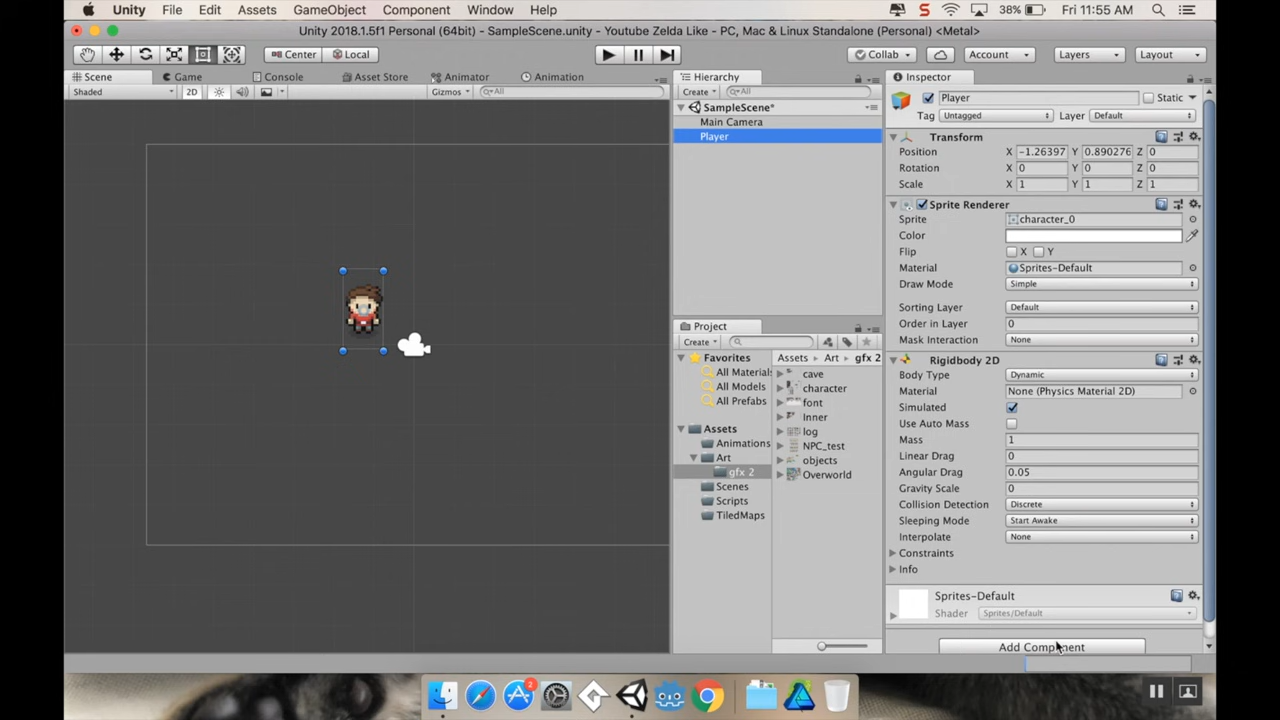 Unity File Edit Assets GameObject Component Window Help 38% Fri 11:55 AM
Unity 2018.1.5f1 Personal (64bit) - SampleScene.unity - Youtube Zelda Like - PC, Mac & Linux Standalone (Personal) <Metal>
Center Local Collab Account Layers Layout
Scene Game Console Asset Store Animator Animation
Shaded 2D Gizmos All
Hierarchy
Create All
SampleScene*
Main Camera
Player
Project
Create
Favorites
All Materials
All Models
All Prefabs
Assets
Animations
Art
gfx 2
Scenes
Scripts
TiledMaps
Assets Art gfx 2
cave
character
font
Inner
log
NPC_test
objects
Overworld
Inspector
Player Static
Tag Untagged Layer Default
Transform
Position X -1.26397 Y 0.890276 Z 0
Rotation X 0 Y 0 Z 0
Scale X 1 Y 1 Z 1
Sprite Renderer
Sprite character_0
Color
Flip X Y
Material Sprites-Default
Draw Mode Simple
Sorting Layer Default
Order in Layer 0
Mask Interaction None
Rigidbody 2D
Body Type Dynamic
Material None (Physics Material 2D)
Simulated
Use Auto Mass
Mass 1
Linear Drag 0
Angular Drag 0.05
Gravity Scale 0
Collision Detection Discrete
Sleeping Mode Start Awake
Interpolate None
Constraints
Info
Sprites-Default
Shader Sprites/Default
Add Component
2